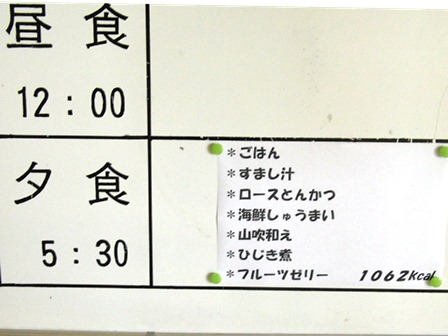 昼食
12:00
夕食
5:30
＊ごはん
＊すまし汁
＊ロースとんかつ
＊海鮮しゅうまい
＊山吹和え
＊ひじき煮
＊フルーツゼリー 1062kcal